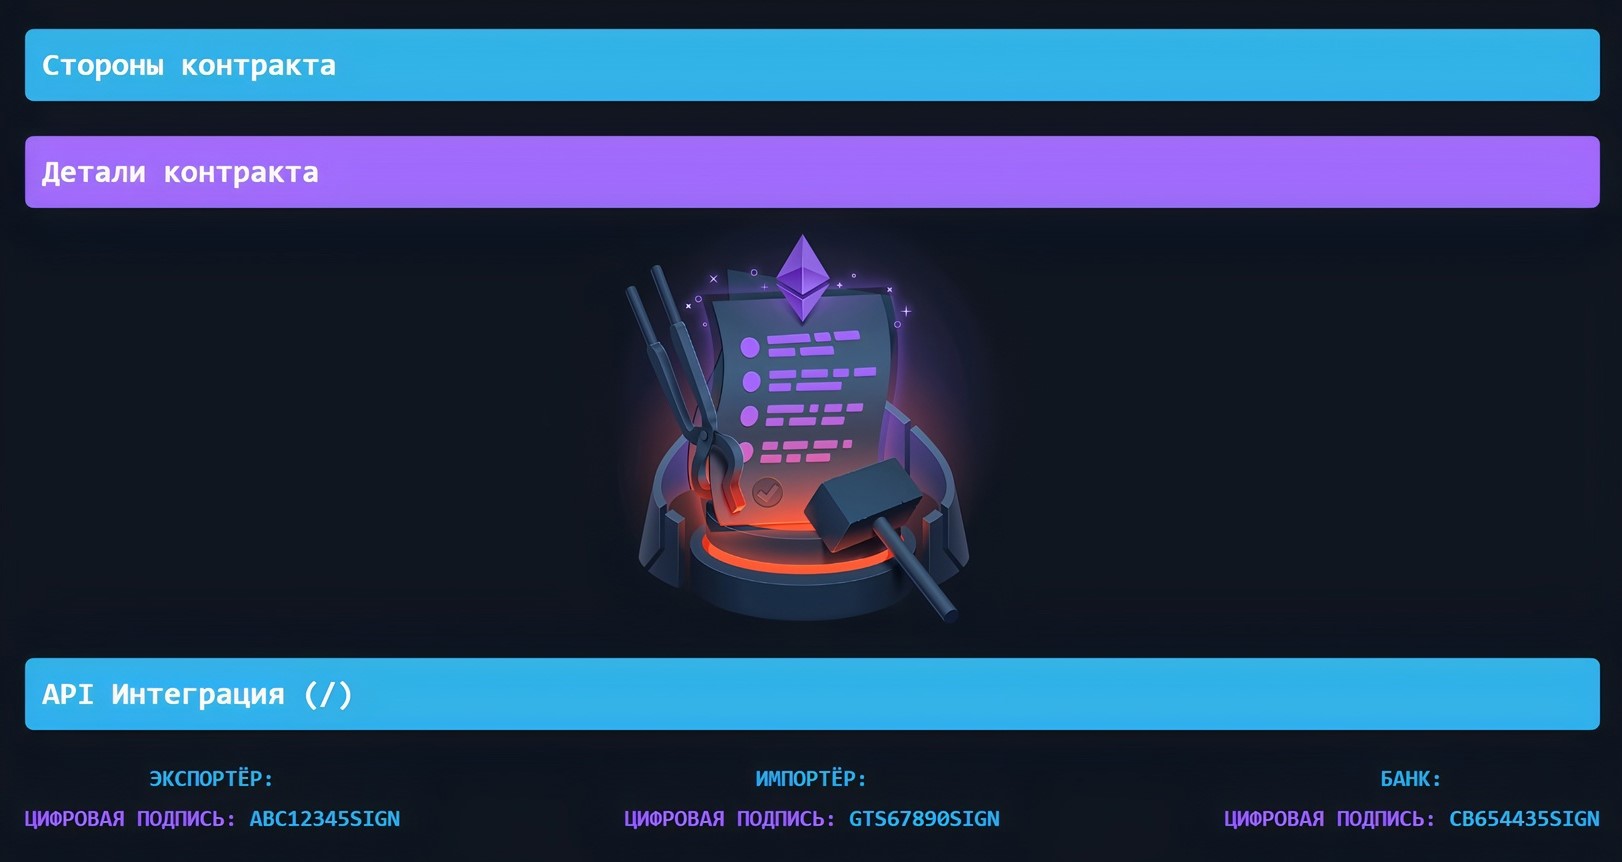 Стороны контракта
Детали контракта
API Интеграция (/)
ЭКСПОРТЁР:
ЦИФРОВАЯ ПОДПИСЬ: ABC12345SIGN
ИМПОРТЁР:
ЦИФРОВАЯ ПОДПИСЬ: GTS67890SIGN
БАНК:
ЦИФРОВАЯ ПОДПИСЬ: CB654435SIGN